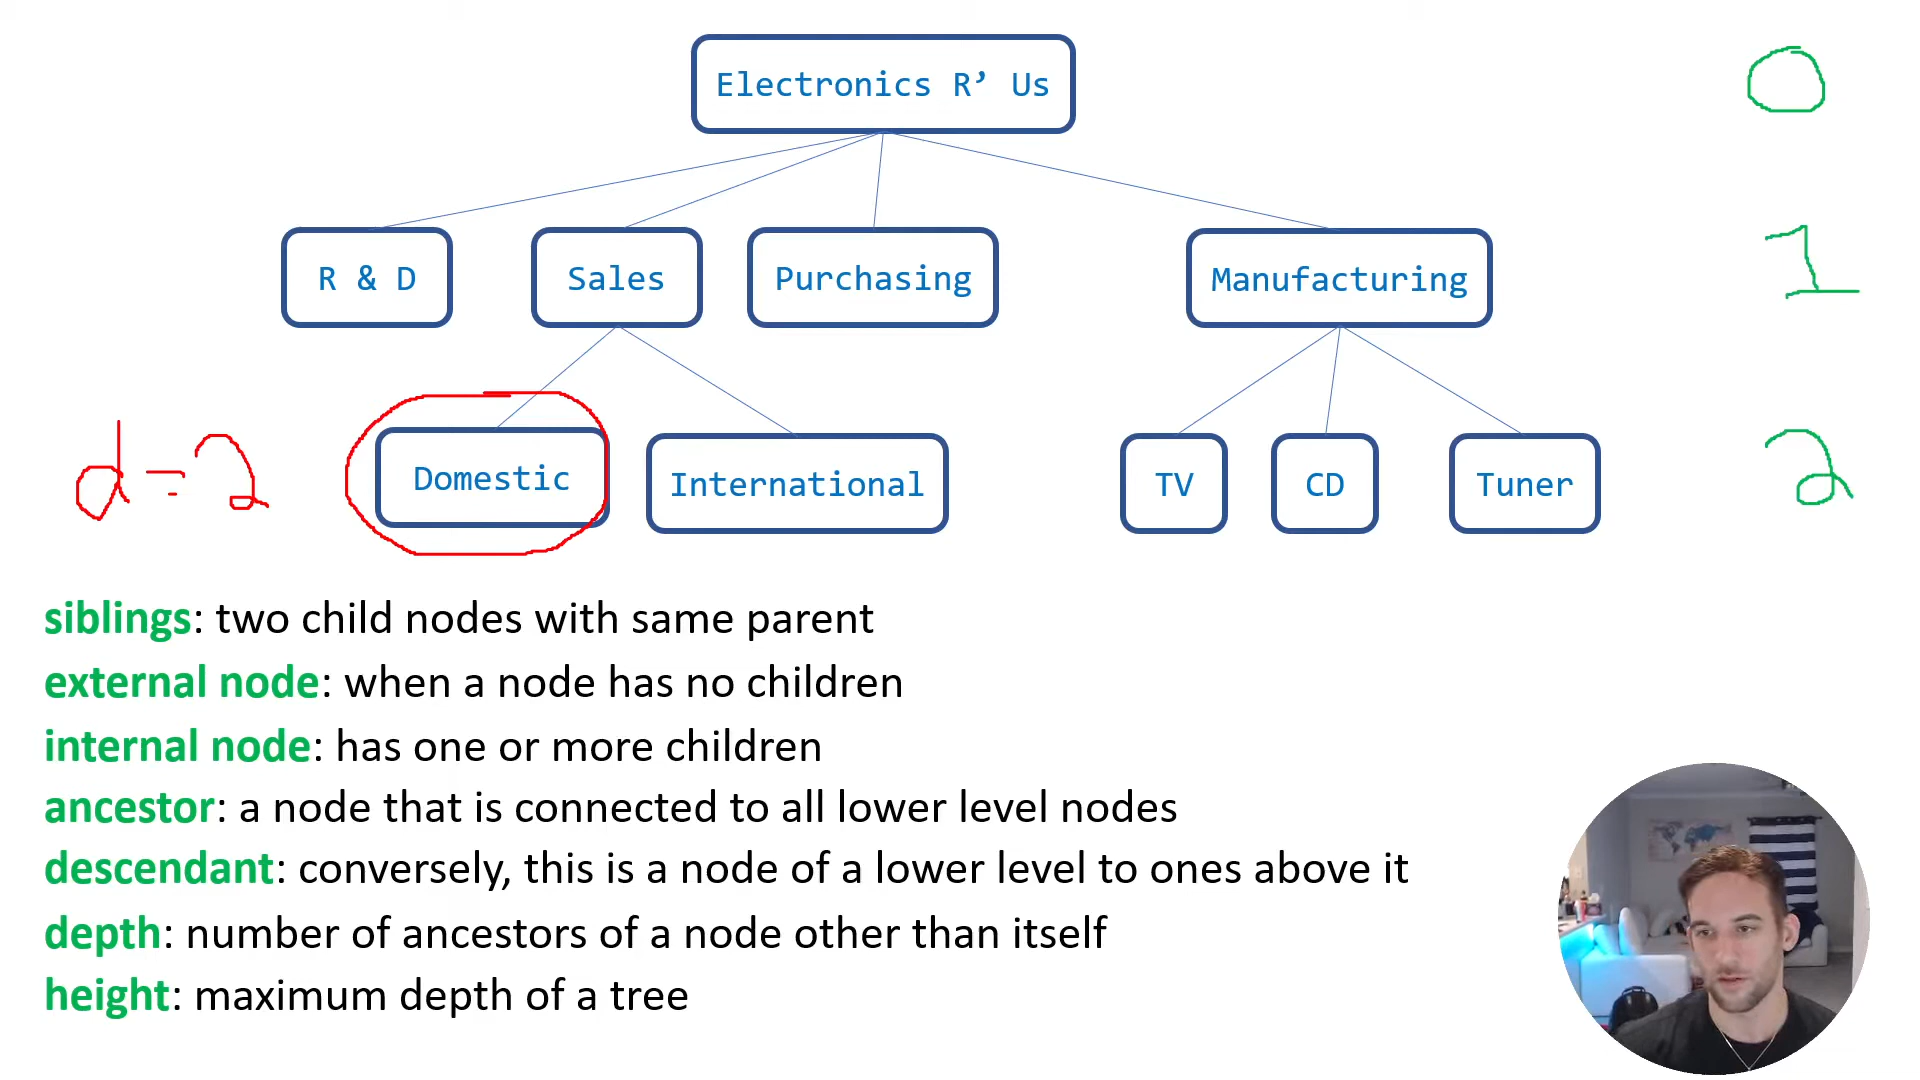 Electronics R’ Us
0
R & D Sales Purchasing Manufacturing
1
d=2
Domestic International TV CD Tuner
2
siblings: two child nodes with same parent
external node: when a node has no children
internal node: has one or more children
ancestor: a node that is connected to all lower level nodes
descendant: conversely, this is a node of a lower level to ones above it
depth: number of ancestors of a node other than itself
height: maximum depth of a tree